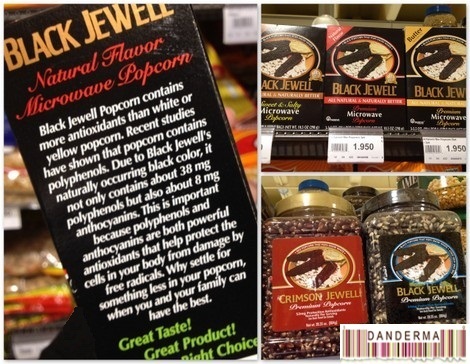 BLACK JEWELL
Natural Flavor
Microwave Popcorn
Black Jewell Popcorn contains
more antioxidants than white or
yellow popcorn. Recent studies
have shown that popcorn contains
polyphenols. Due to Black Jewell's
naturally occurring black color, it
not only contains about 38 mg
polyphenols but also about 8 mg
anthocyanins. This is important
because polyphenols and
anthocyanins are both powerful
antioxidants that help protect the
cells in your body from damage by
free radicals. Why settle for
something less in your popcorn,
when you and your family can
have the best.
Great Taste!
Great Product!
Right Choice
BLACK JEWELL
Sweet & Salty
Microwave
Popcorn
BLACK JEWELL
ALL NATURAL & NATURALLY BETTER
Premium
Microwave
Popcorn
1.950
Butter
BLACK JEWELL
Premium
Microwave
Popcorn
1.950
CRIMSON JEWELL
Premium Popcorn
BLACK JEWELL
Premium Popcorn
DANDERMA